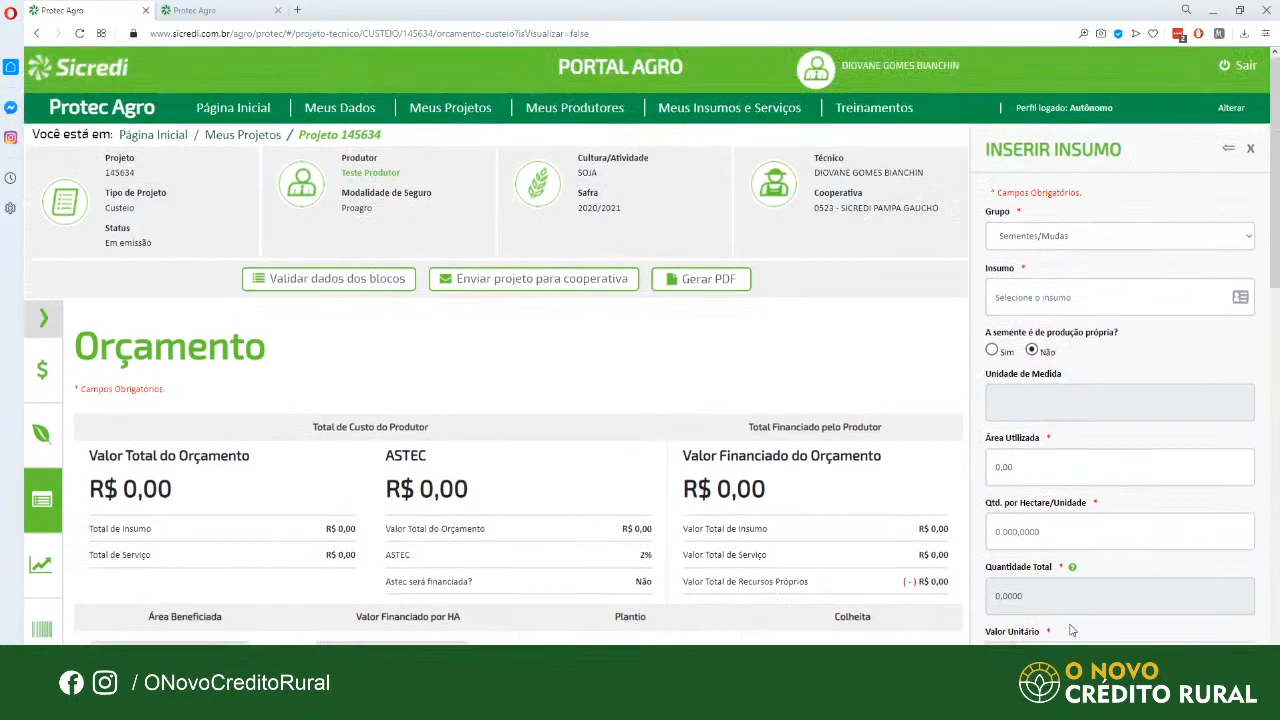 Protec Agro
Protec Agro
www.sicredi.com.br/agro/protec/#/projeto-tecnico/CUSTEIO/145634/orcamento-custeio?isVisualizar=false
Sicredi
PORTAL AGRO
DIOVANE GOMES BIANCHIN
Sair
Protec Agro
Página Inicial
Meus Dados
Meus Projetos
Meus Produtores
Meus Insumos e Serviços
Treinamentos
Perfil logado: Autônomo
Alterar
Você está em: Página Inicial / Meus Projetos / Projeto 145634
Projeto
145634
Tipo de Projeto
Custeio
Status
Em emissão
Produtor
Teste Produtor
Modalidade de Seguro
Proagro
Cultura/Atividade
SOJA
Safra
2020/2021
Técnico
DIOVANE GOMES BIANCHIN
Cooperativa
0523 - SICREDI PAMPA GAUCHO
Validar dados dos blocos
Enviar projeto para cooperativa
Gerar PDF
Orçamento
* Campos Obrigatórios.
Total de Custo do Produtor
Total Financiado pelo Produtor
Valor Total do Orçamento
R$ 0,00
Total de Insumo R$ 0,00
Total de Serviço R$ 0,00
ASTEC
R$ 0,00
Valor Total do Orçamento R$ 0,00
ASTEC 2%
Astec será financiada? Não
Valor Financiado do Orçamento
R$ 0,00
Valor Total de Insumo R$ 0,00
Valor Total de Serviço R$ 0,00
Valor Total de Recursos Próprios ( - ) R$ 0,00
Área Beneficiada
Valor Financiado por HA
Plantio
Colheita
INSERIR INSUMO
X
* Campos Obrigatórios.
Grupo *
Sementes/Mudas
Insumo *
Selecione o insumo
A semente é de produção própria?
Sim Não
Unidade de Medida
Área Utilizada *
0,00
Qtd. por Hectare/Unidade *
0.000,0000
Quantidade Total * ?
0,0000
Valor Unitário *
/ ONovoCreditoRural
O NOVO
CRÉDITO RURAL